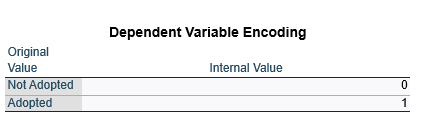 Dependent Variable Encoding
Original
Value Internal Value
Not Adopted 0
Adopted 1